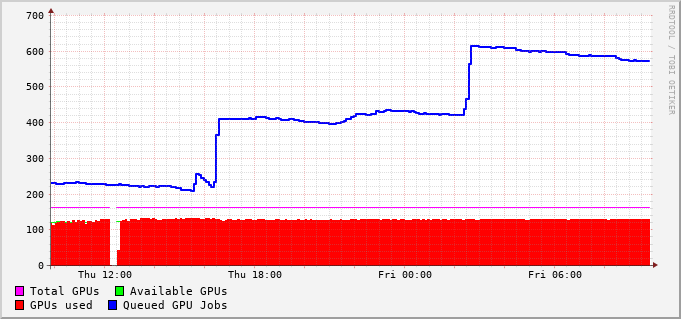 700
600
500
400
300
200
100
0
Thu 12:00 Thu 18:00 Fri 00:00 Fri 06:00
Total GPUs Available GPUs
GPUs used Queued GPU Jobs
RRDTOOL / TOBI OETIKER